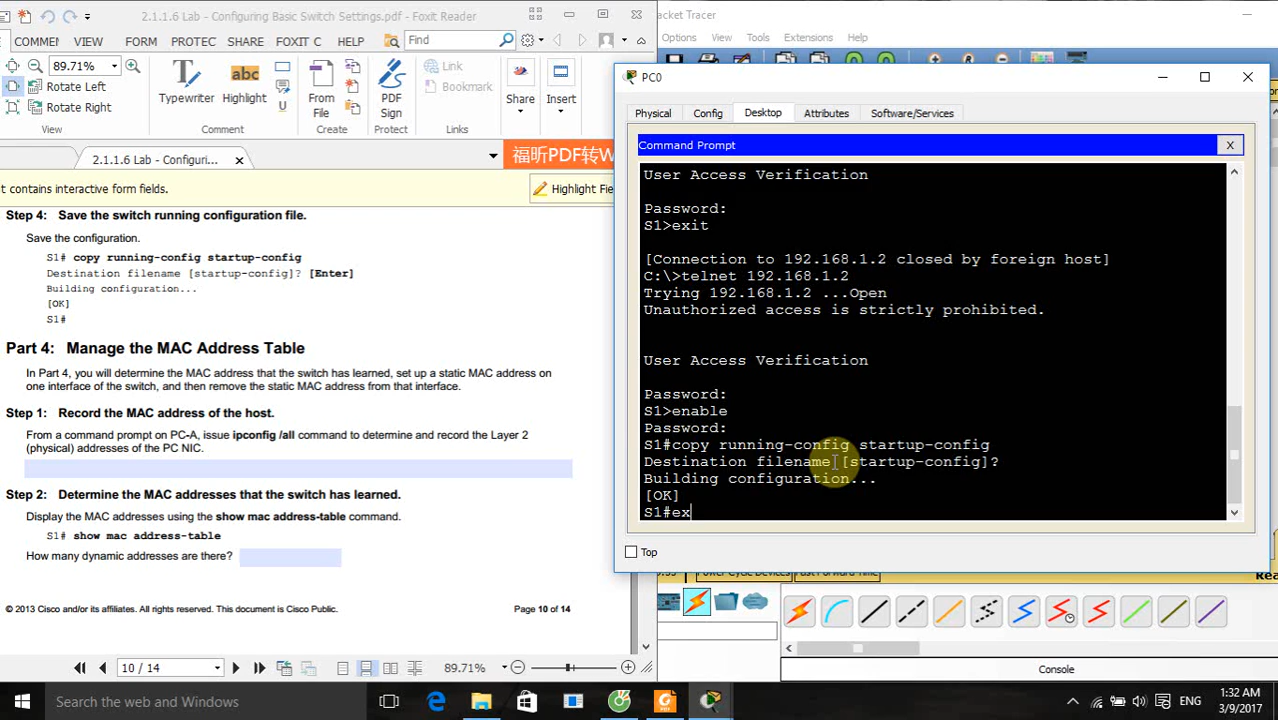 2.1.1.6 Lab - Configuring Basic Switch Settings.pdf - Foxit Reader
COMMEN VIEW FORM PROTEC SHARE FOXIT C HELP Find
89.71%
Rotate Left
Rotate Right
View
Typewriter
Highlight
Comment
From File
Create
PDF Sign
Protect
Link
Bookmark
Links
Share
Insert
2.1.1.6 Lab - Configuri...
福昕PDF转W
t contains interactive form fields.
Highlight Fie
Step 4: Save the switch running configuration file.
Save the configuration.
S1# copy running-config startup-config
Destination filename [startup-config]? [Enter]
Building configuration...
[OK]
S1#
Part 4: Manage the MAC Address Table
In Part 4, you will determine the MAC address that the switch has learned, set up a static MAC address on
one interface of the switch, and then remove the static MAC address from that interface.
Step 1: Record the MAC address of the host.
From a command prompt on PC-A, issue ipconfig /all command to determine and record the Layer 2
(physical) addresses of the PC NIC.
Step 2: Determine the MAC addresses that the switch has learned.
Display the MAC addresses using the show mac address-table command.
S1# show mac address-table
How many dynamic addresses are there?
© 2013 Cisco and/or its affiliates. All rights reserved. This document is Cisco Public. Page 10 of 14
10 / 14
89.71%
acket Tracer
Options View Tools Extensions Help
PC0
Physical Config Desktop Attributes Software/Services
Command Prompt
X
User Access Verification
Password:
S1>exit
[Connection to 192.168.1.2 closed by foreign host]
C:\>telnet 192.168.1.2
Trying 192.168.1.2 ...Open
Unauthorized access is strictly prohibited.
User Access Verification
Password:
S1>enable
Password:
S1#copy running-config startup-config
Destination filename [startup-config]?
Building configuration...
[OK]
S1#ex
Top
Power Cycle Devices Fast Forward Time
Rea
Console
Search the web and Windows
ENG
1:32 AM
3/9/2017